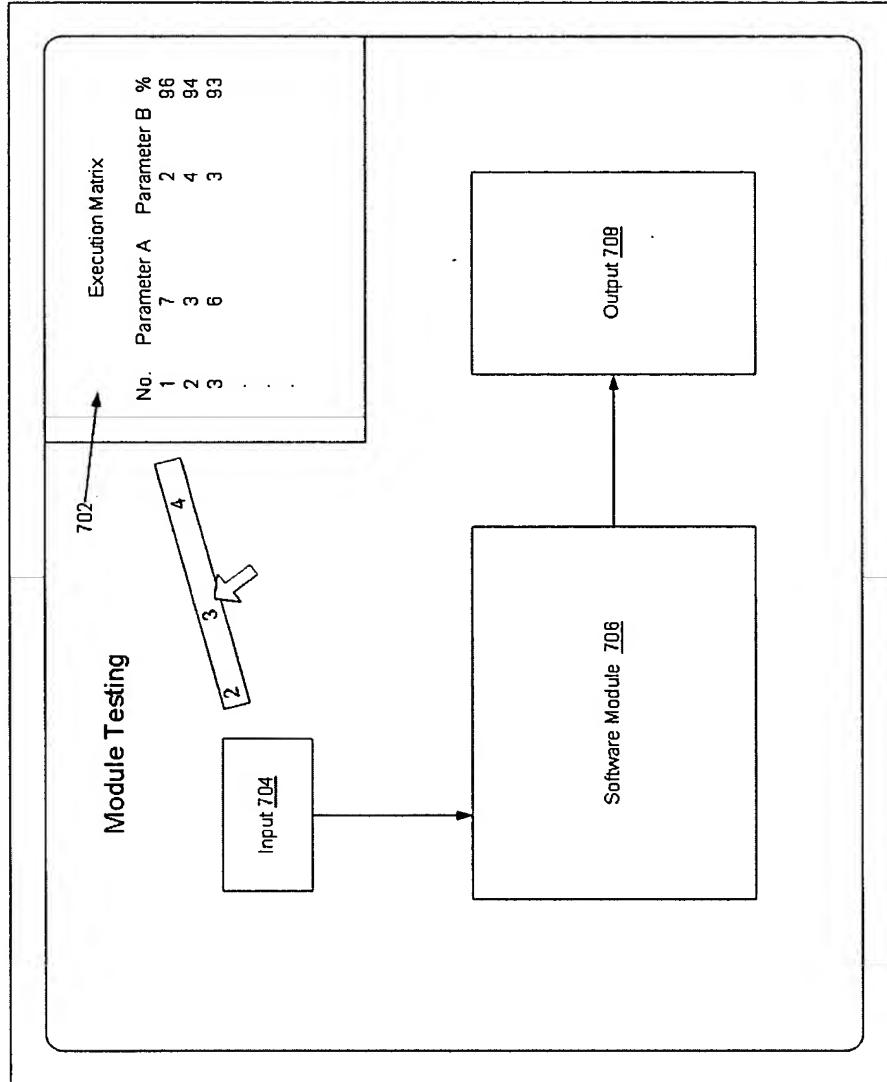 Module Testing
702
Execution Matrix
No. Parameter A Parameter B %
1 7 2 96
2 3 4 94
3 6 3 93
. . .
2 3 4
Input 704
Software Module 706
Output 708